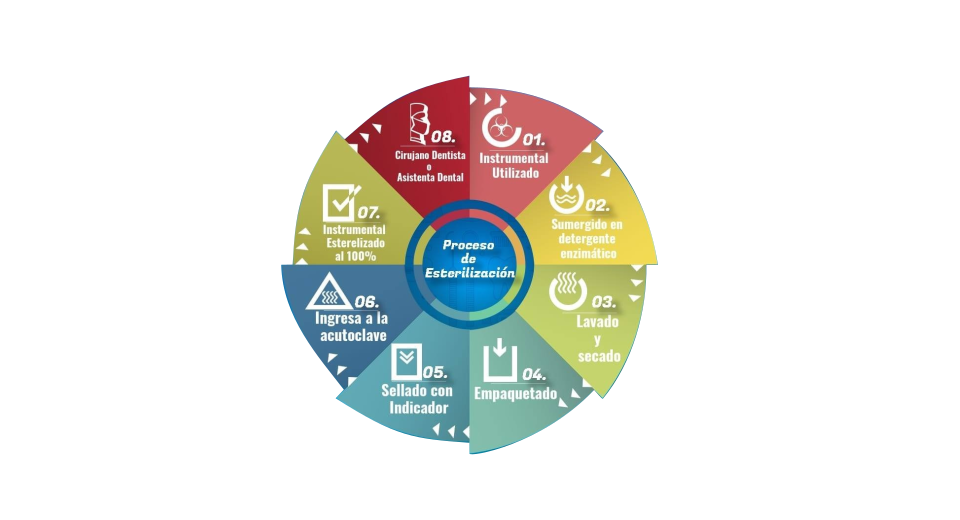 Proceso
de
Esterilización
01.
Instrumental
Utilizado
02.
Sumergido en
detergente
enzimático
03.
Lavado
y
secado
04.
Empaquetado
05.
Sellado con
Indicador
06.
Ingresa a la
acutoclave
07.
Instrumental
Esterelizado
al 100%
08.
Cirujano Dentista
o
Asistenta Dental